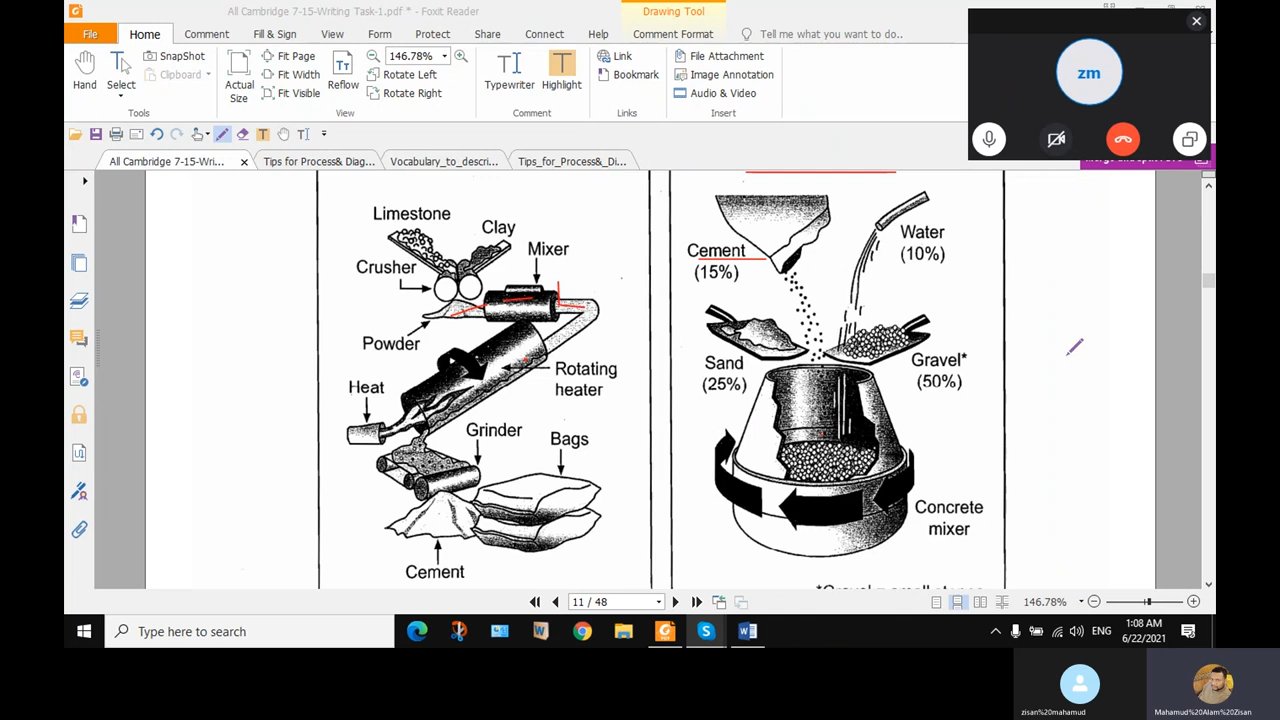 All Cambridge 7-15-Writing Task-1.pdf * - Foxit Reader
Drawing Tool
File
Home
Comment
Fill & Sign
View
Form
Protect
Share
Connect
Help
Comment Format
Tell me what you want to do..
Hand
Select
SnapShot
Clipboard
Actual Size
Fit Page
Fit Width
Fit Visible
Reflow
146.78%
Rotate Left
Rotate Right
Typewriter
Highlight
Link
Bookmark
File Attachment
Image Annotation
Audio & Video
Tools
View
Comment
Links
Insert
zm
All Cambridge 7-15-Wri...
Tips for Process& Diag...
Vocabulary_to_descri...
Tips_for_Process&_Di...
Limestone
Clay
Mixer
Crusher
Powder
Rotating
heater
Heat
Grinder
Bags
Cement
Cement
(15%)
Water
(10%)
Sand
(25%)
Gravel*
(50%)
Concrete
mixer
11 / 48
146.78%
Type here to search
ENG
1:08 AM
6/22/2021
zisan%20mahamud
Mahamud%20Alam%20Zisan